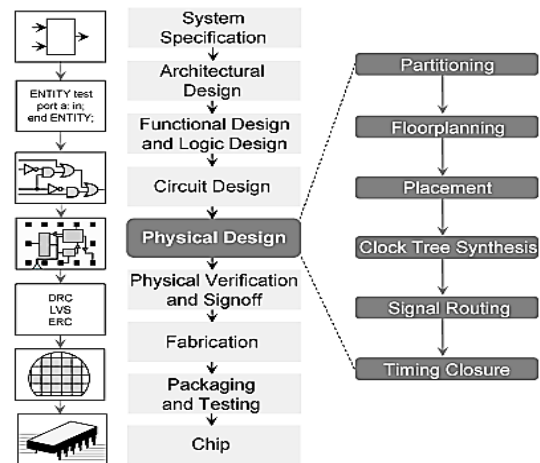 ENTITY test
port a: in;
end ENTITY;
DRC
LVS
ERC
System
Specification
Architectural
Design
Functional Design
and Logic Design
Circuit Design
Physical Design
Physical Verification
and Signoff
Fabrication
Packaging
and Testing
Chip
Partitioning
Floorplanning
Placement
Clock Tree Synthesis
Signal Routing
Timing Closure